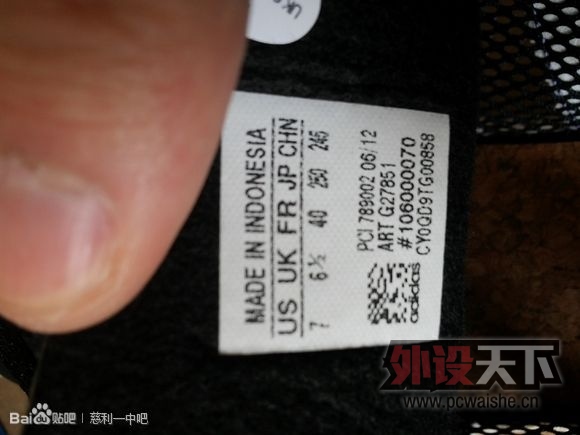 UK
MADE IN INDONESIA
US UK FR JP CHN
7 6½ 40 250 245
PCI 789002 06/12
ART G27851
#106000070
CY0QD9TG00858
adidas
外设天下
www.pcwaishe.cn
Bai贴吧 | 慈利一中吧